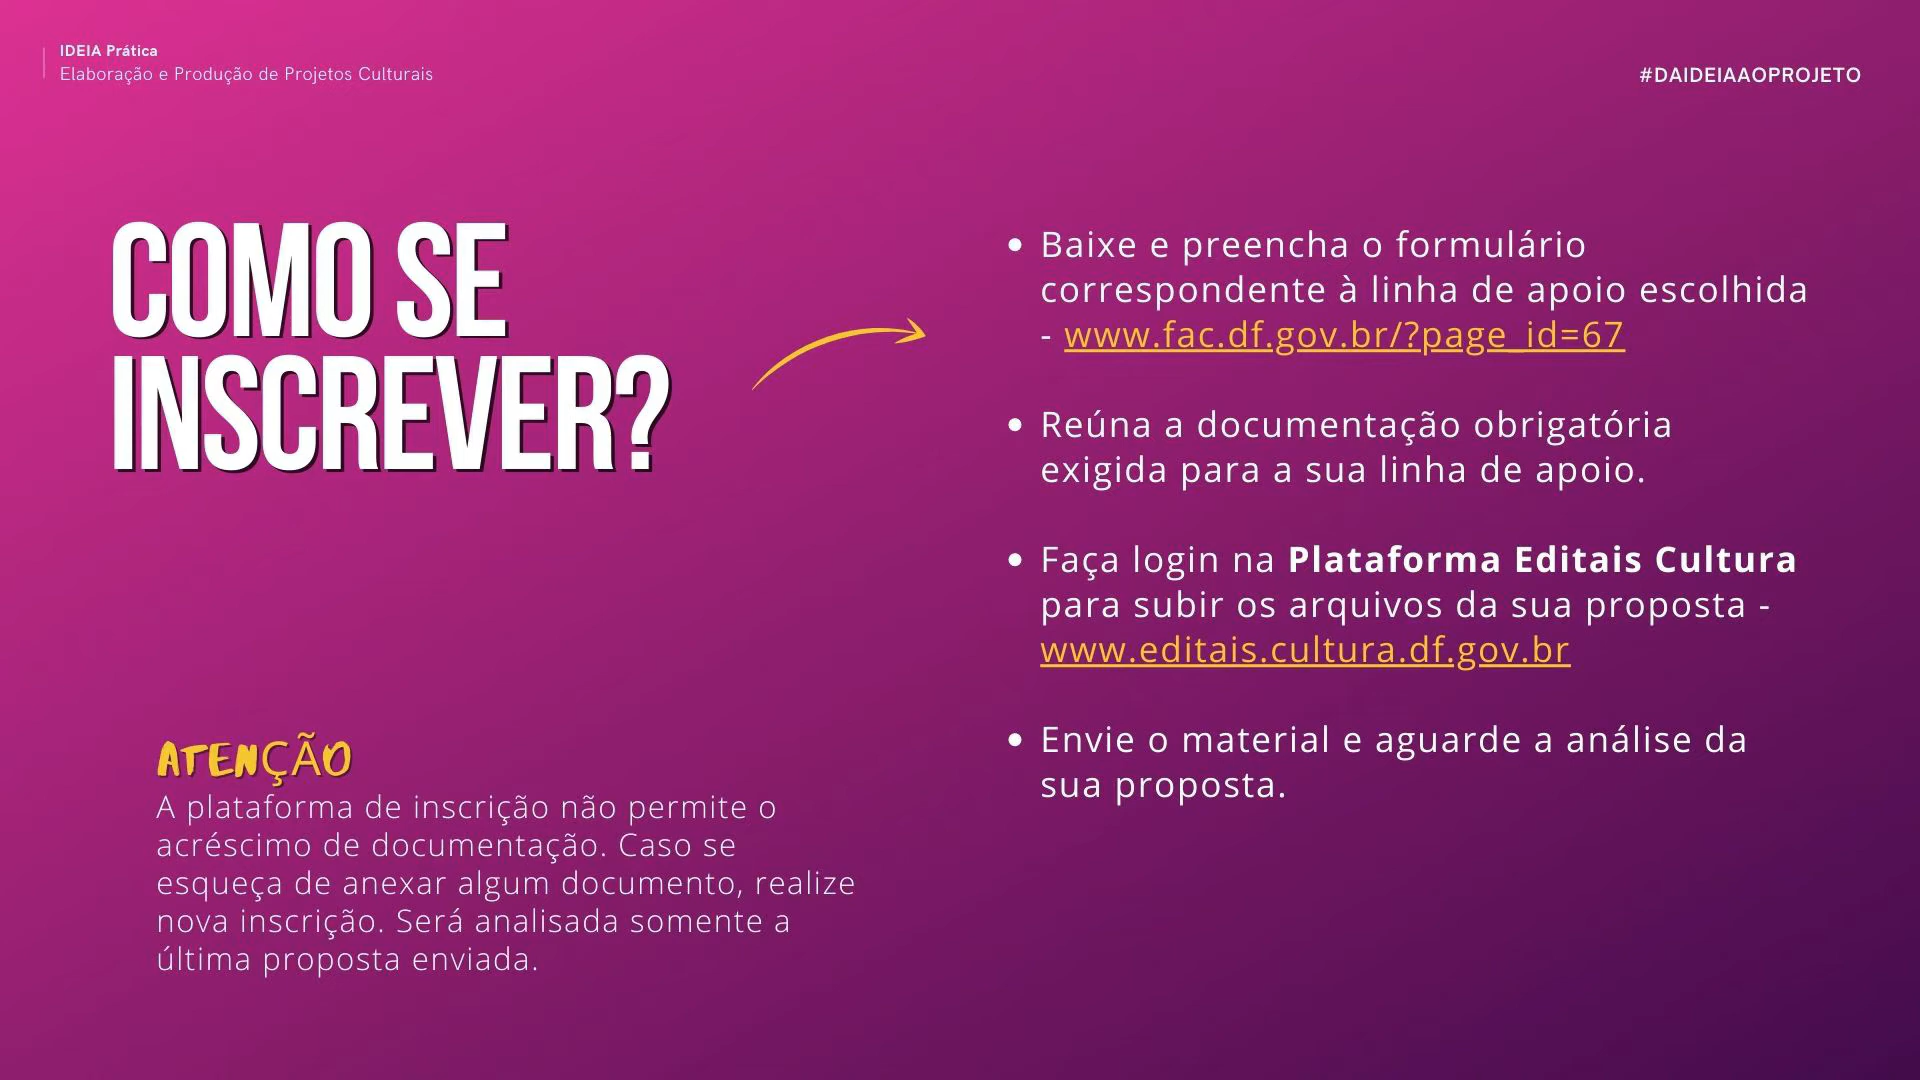 IDEIA Prática
Elaboração e Produção de Projetos Culturais
#DAIDEIAAOPROJETO
COMO SE
INSCREVER?
Baixe e preencha o formulário
correspondente à linha de apoio escolhida
- www.fac.df.gov.br/?page_id=67
Reúna a documentação obrigatória
exigida para a sua linha de apoio.
Faça login na Plataforma Editais Cultura
para subir os arquivos da sua proposta -
www.editais.cultura.df.gov.br
Envie o material e aguarde a análise da
sua proposta.
ATENÇÃO
A plataforma de inscrição não permite o
acréscimo de documentação. Caso se
esqueça de anexar algum documento, realize
nova inscrição. Será analisada somente a
última proposta enviada.